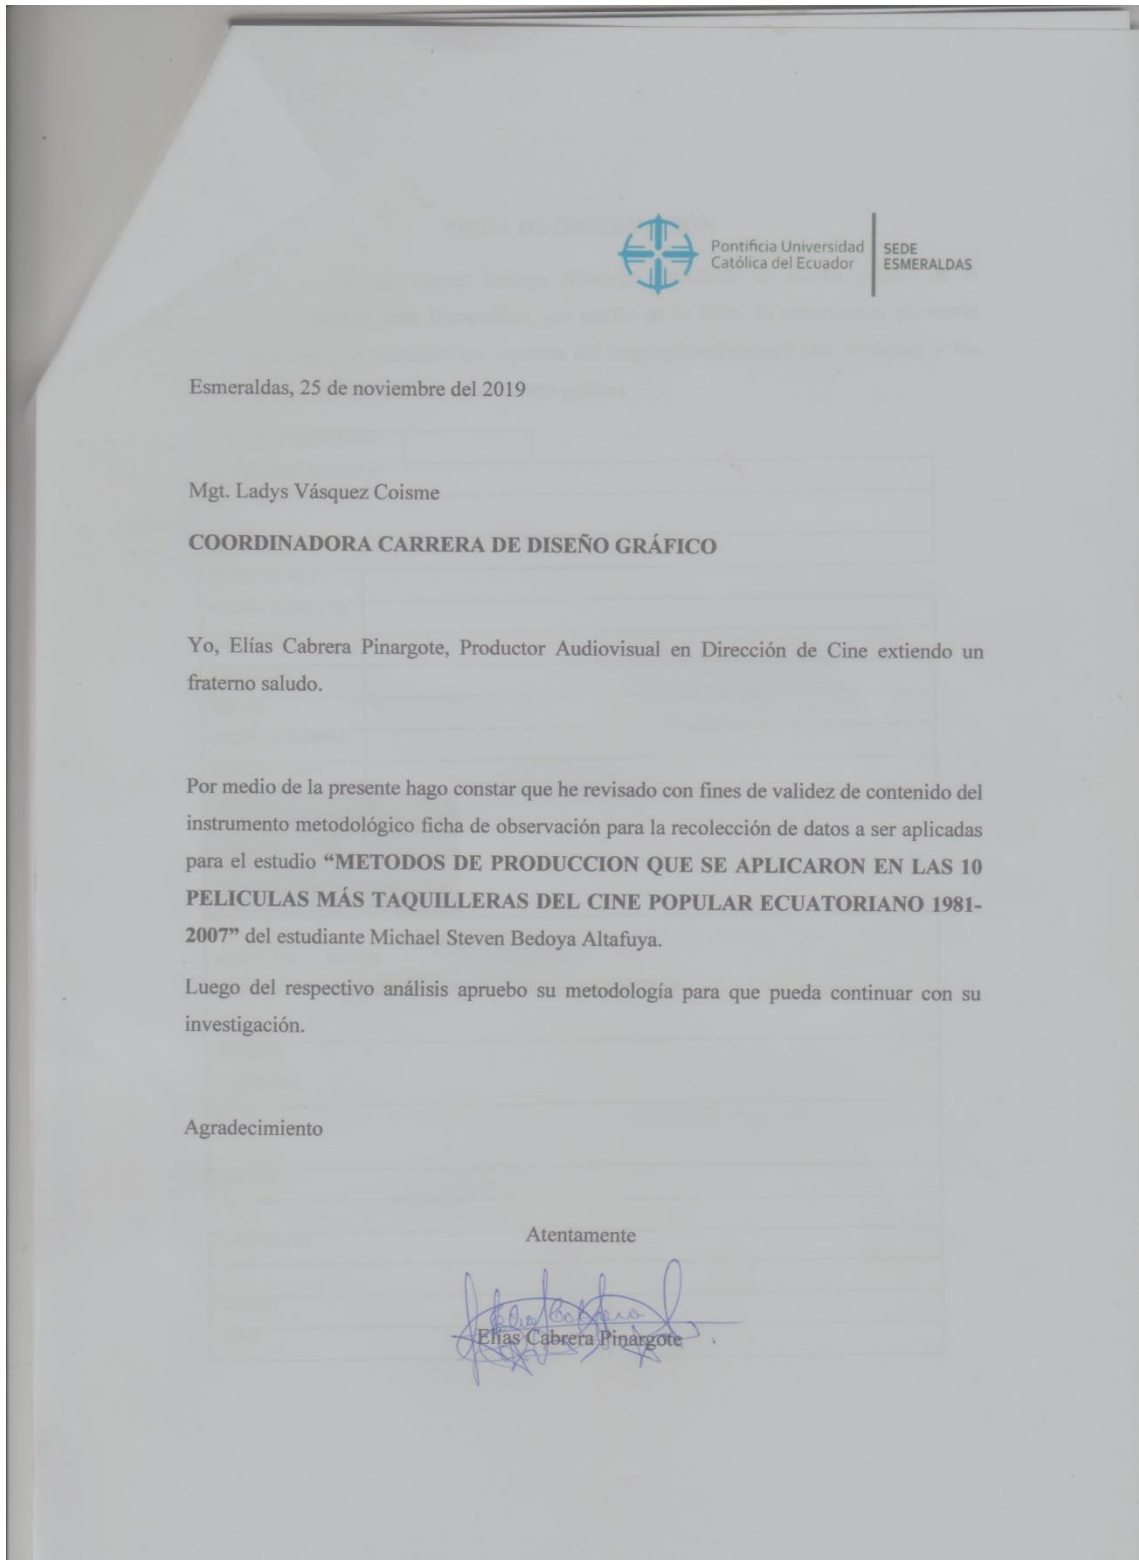 Pontificia Universidad
Católica del Ecuador
SEDE
ESMERALDAS
Esmeraldas, 25 de noviembre del 2019
Mgt. Ladys Vásquez Coisme
COORDINADORA CARRERA DE DISEÑO GRÁFICO
Yo, Elías Cabrera Pinargote, Productor Audiovisual en Dirección de Cine extiendo un
fraterno saludo.
Por medio de la presente hago constar que he revisado con fines de validez de contenido del
instrumento metodológico ficha de observación para la recolección de datos a ser aplicadas
para el estudio “METODOS DE PRODUCCION QUE SE APLICARON EN LAS 10
PELICULAS MÁS TAQUILLERAS DEL CINE POPULAR ECUATORIANO 1981-
2007” del estudiante Michael Steven Bedoya Altafuya.
Luego del respectivo análisis apruebo su metodología para que pueda continuar con su
investigación.
Agradecimiento
Atentamente
Elías Cabrera Pinargote